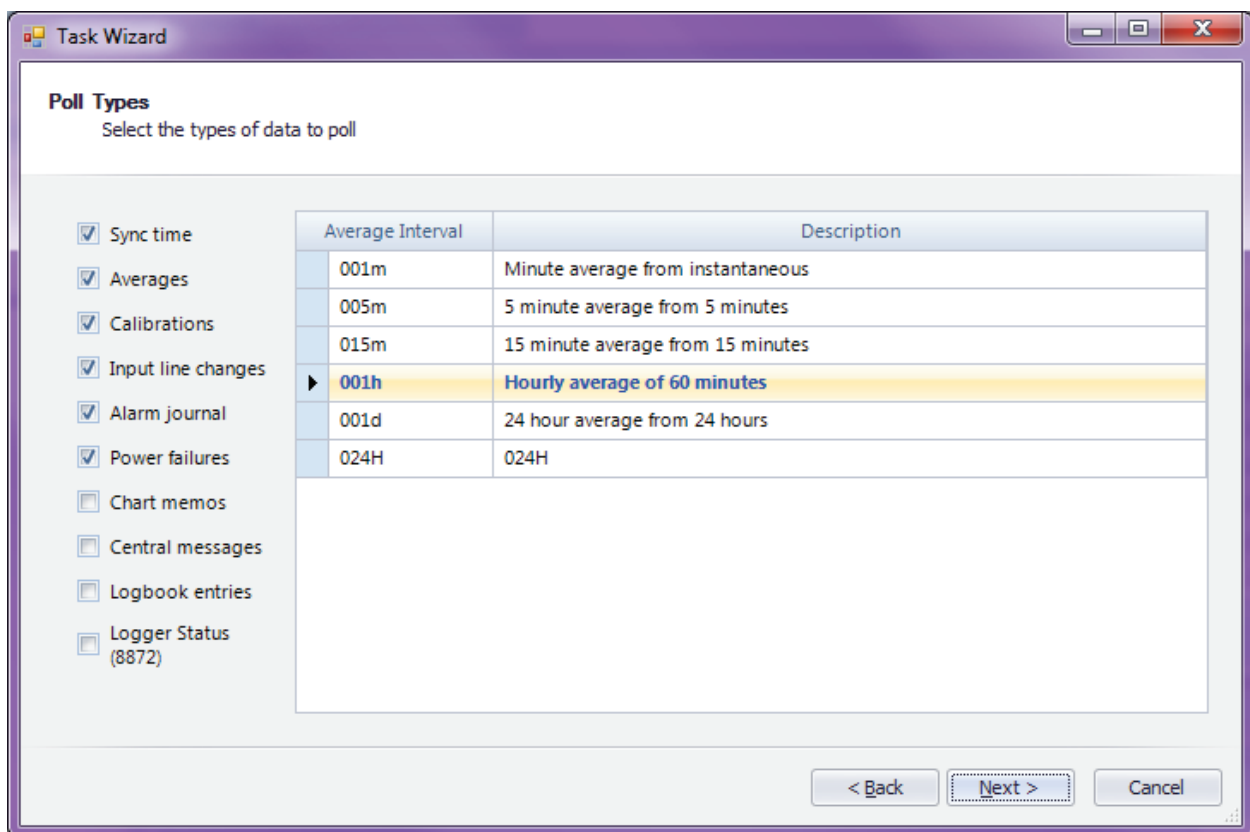 Task Wizard
Poll Types
Select the types of data to poll
Sync time
Averages
Calibrations
Input line changes
Alarm journal
Power failures
Chart memos
Central messages
Logbook entries
Logger Status
(8872)
Average Interval Description
001m Minute average from instantaneous
005m 5 minute average from 5 minutes
015m 15 minute average from 15 minutes
001h Hourly average of 60 minutes
001d 24 hour average from 24 hours
024H 024H
< Back Next > Cancel